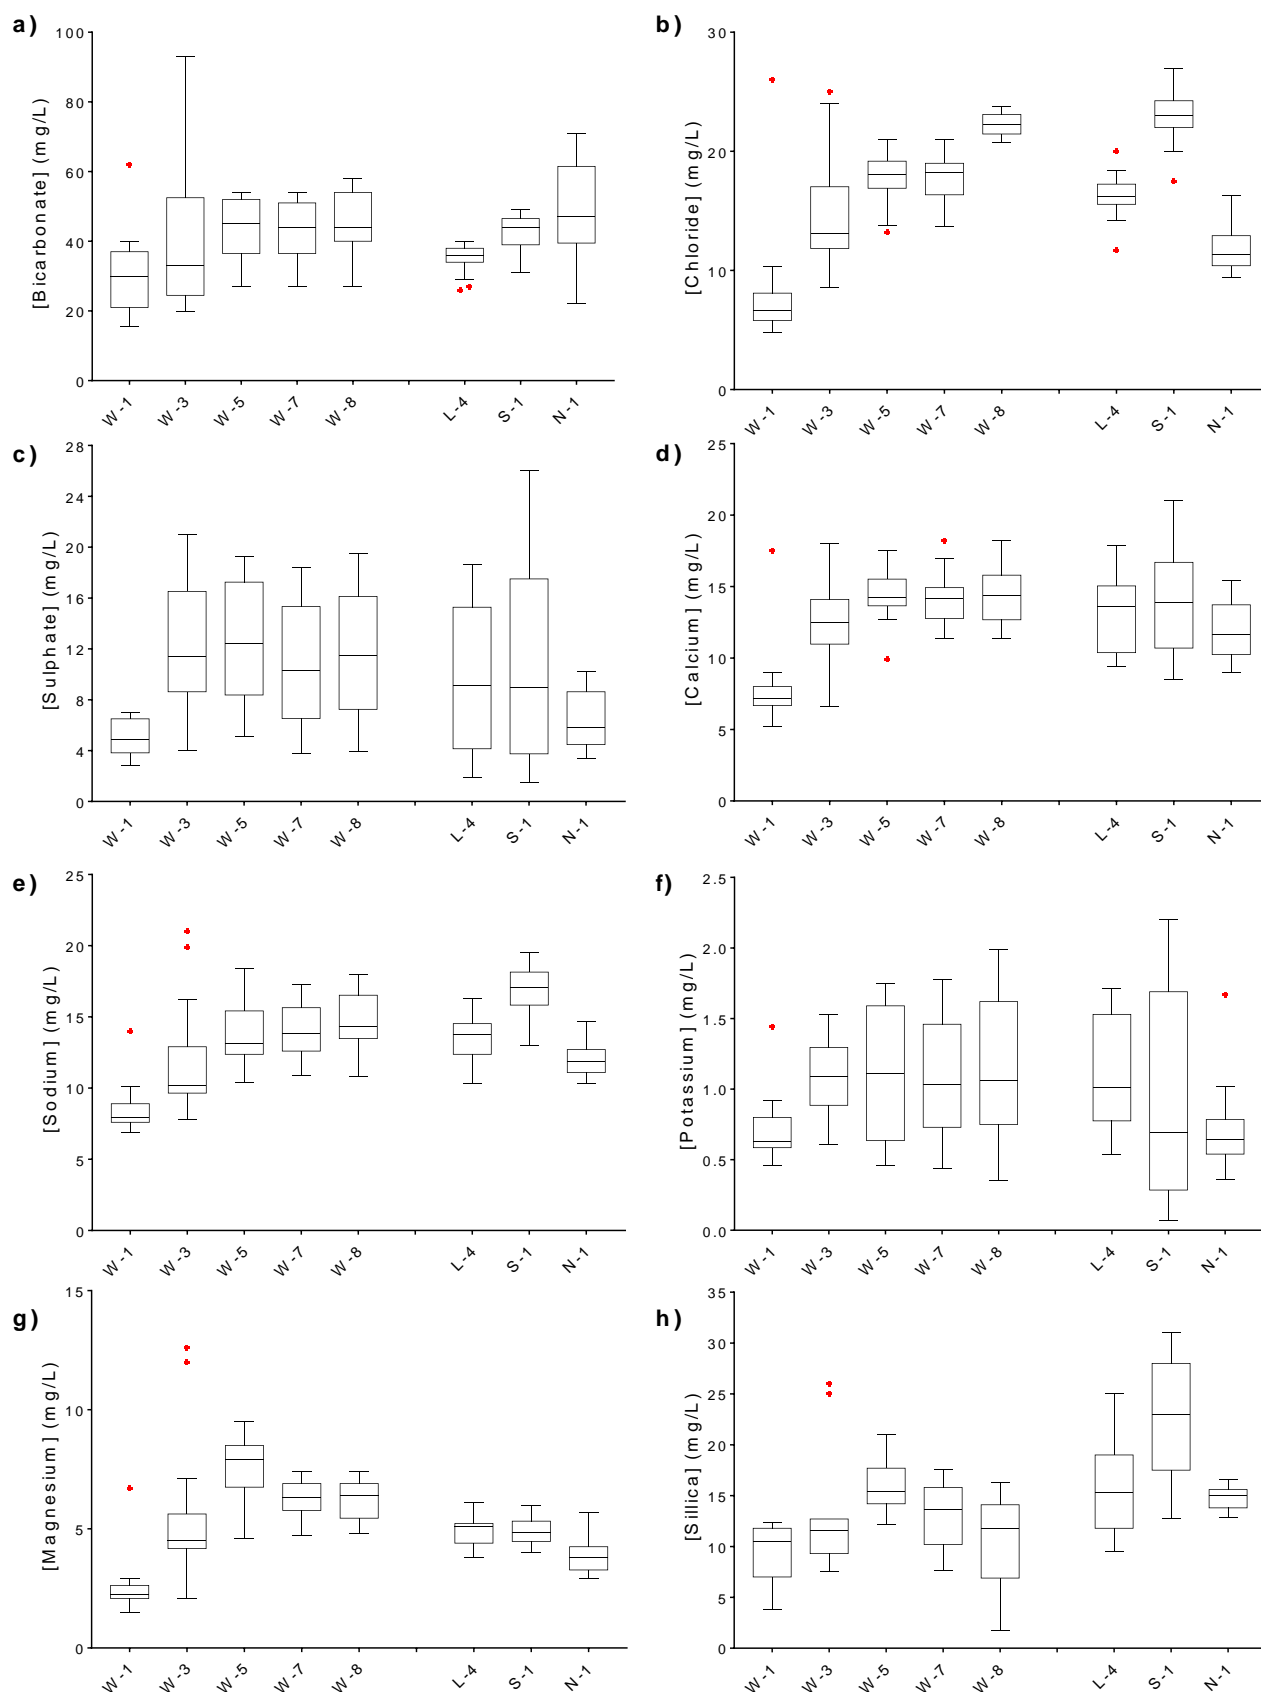 a)
[Bicarbonate] (mg/L)
100
80
60
40
20
0
W-1 W-3 W-5 W-7 W-8 L-4 S-1 N-1
b)
[Chloride] (mg/L)
30
20
10
0
W-1 W-3 W-5 W-7 W-8 L-4 S-1 N-1
c)
[Sulphate] (mg/L)
28
24
20
16
12
8
4
0
W-1 W-3 W-5 W-7 W-8 L-4 S-1 N-1
d)
[Calcium] (mg/L)
25
20
15
10
5
0
W-1 W-3 W-5 W-7 W-8 L-4 S-1 N-1
e)
[Sodium] (mg/L)
25
20
15
10
5
0
W-1 W-3 W-5 W-7 W-8 L-4 S-1 N-1
f)
[Potassium] (mg/L)
2.5
2.0
1.5
1.0
0.5
0.0
W-1 W-3 W-5 W-7 W-8 L-4 S-1 N-1
g)
[Magnesium] (mg/L)
15
10
5
0
W-1 W-3 W-5 W-7 W-8 L-4 S-1 N-1
h)
[Sillica] (mg/L)
35
30
25
20
15
10
5
0
W-1 W-3 W-5 W-7 W-8 L-4 S-1 N-1